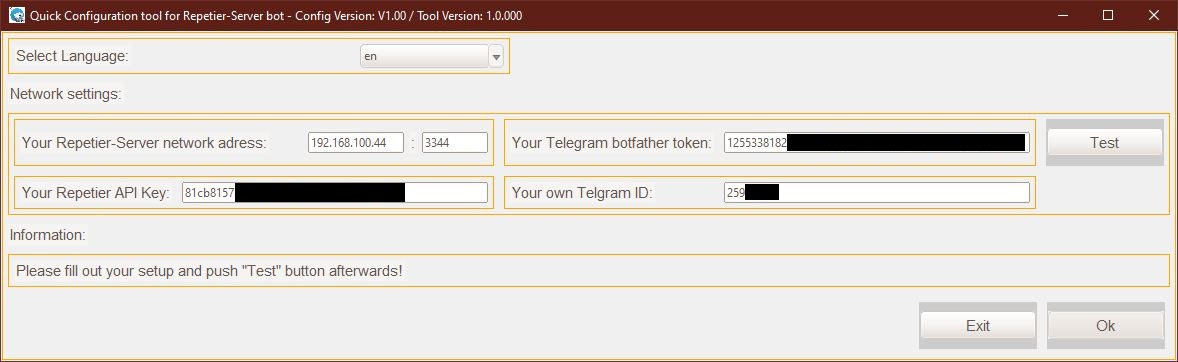 Quick Configuration tool for Repetier-Server bot - Config Version: V1.00 / Tool Version: 1.0.000
Select Language: en
Network settings:
Your Repetier-Server network adress: 192.168.100.44 : 3344
Your Telegram botfather token: 1255338182
Test
Your Repetier API Key: 81cb8157
Your own Telgram ID: 259
Information:
Please fill out your setup and push "Test" button afterwards!
Exit
Ok